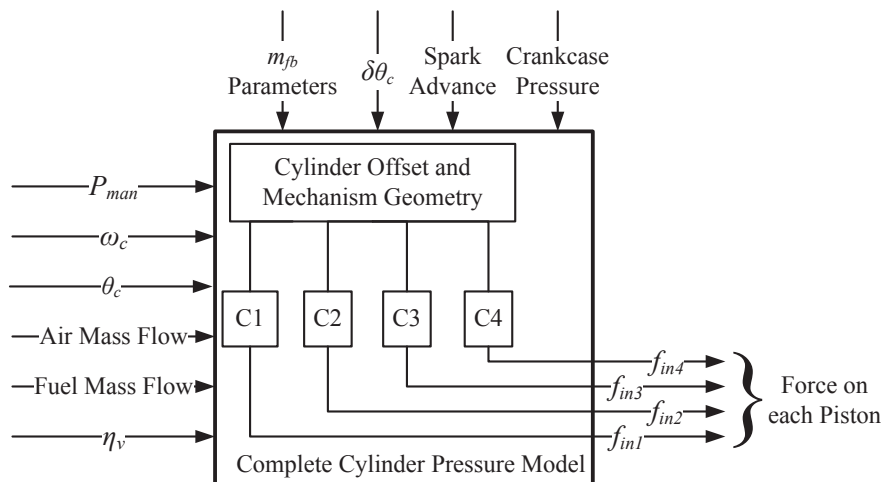 m_fb
Parameters
δθ_c
Spark
Advance
Crankcase
Pressure
P_man
ω_c
θ_c
Air Mass Flow
Fuel Mass Flow
η_v
Cylinder Offset and
Mechanism Geometry
C1
C2
C3
C4
f_in4
f_in3
f_in2
f_in1
Force on
each Piston
Complete Cylinder Pressure Model